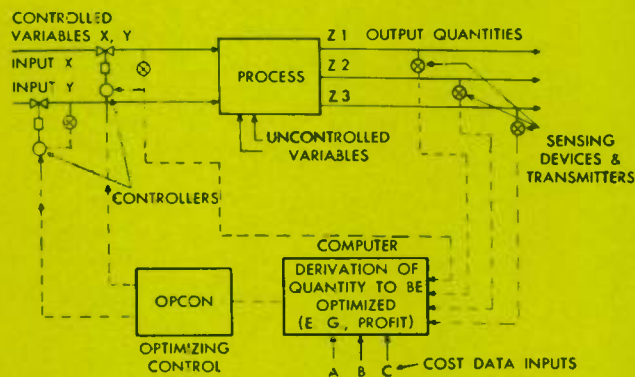 CONTROLLED
VARIABLES X, Y
INPUT X
INPUT Y
PROCESS
Z 1 OUTPUT QUANTITIES
Z 2
Z 3
UNCONTROLLED
VARIABLES
SENSING
DEVICES &
TRANSMITTERS
CONTROLLERS
COMPUTER
DERIVATION OF
QUANTITY TO BE
OPTIMIZED
(E G, PROFIT)
OPCON
OPTIMIZING
CONTROL
A B C COST DATA INPUTS